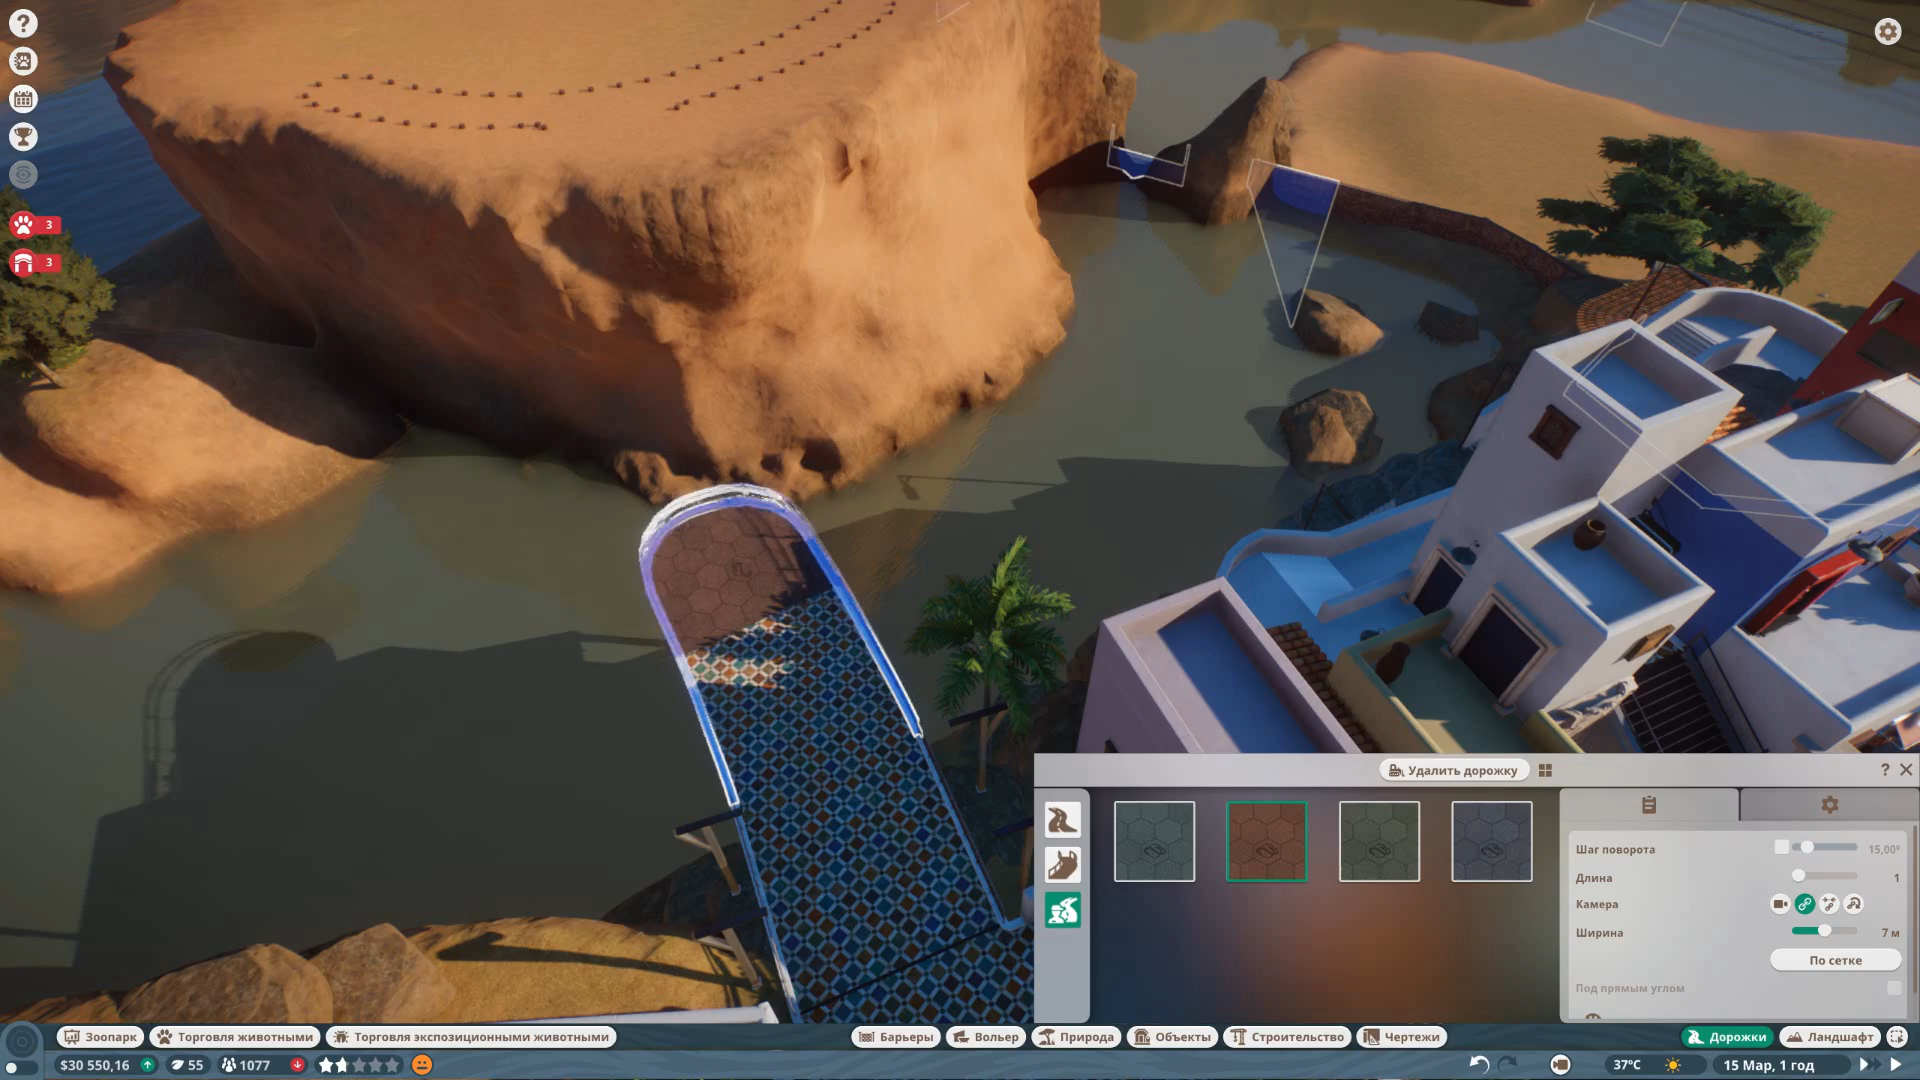 3
3
Удалить дорожку
?
Шаг поворота 15,00°
Длина 1
Камера
Ширина 7 м
По сетке
Под прямым углом
Зоопарк
Торговля животными
Торговля экспозиционными животными
Барьеры
Вольер
Природа
Объекты
Строительство
Чертежи
Дорожки
Ландшафт
$30 550,16
55
1077
37°C
15 Мар, 1 год